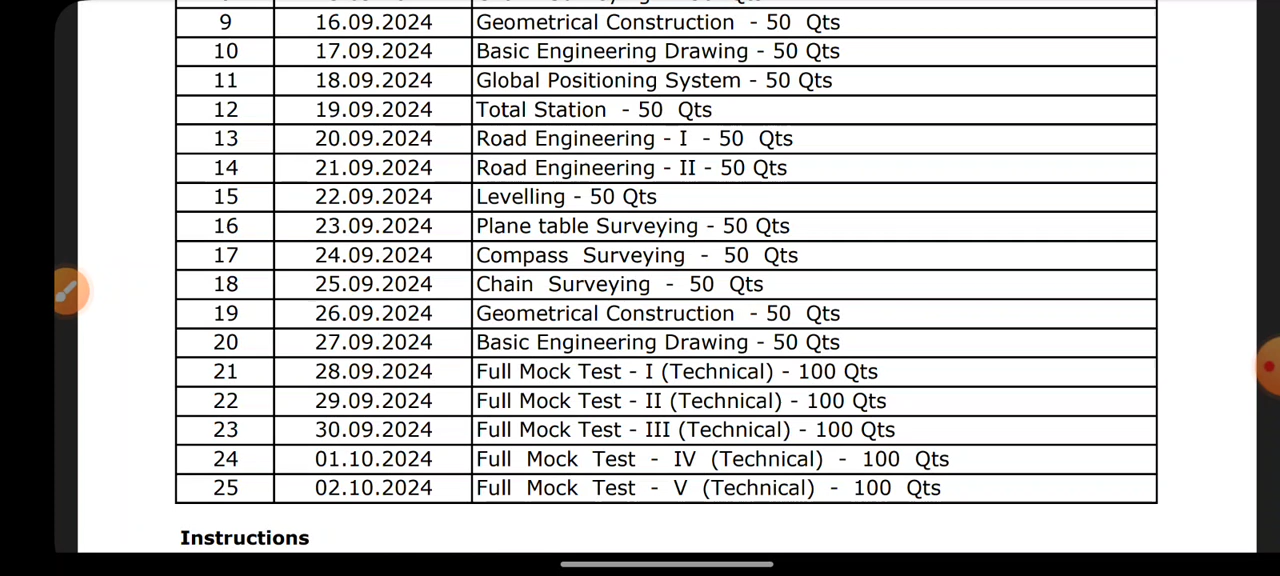 9 16.09.2024 Geometrical Construction - 50 Qts
10 17.09.2024 Basic Engineering Drawing - 50 Qts
11 18.09.2024 Global Positioning System - 50 Qts
12 19.09.2024 Total Station - 50 Qts
13 20.09.2024 Road Engineering - I - 50 Qts
14 21.09.2024 Road Engineering - II - 50 Qts
15 22.09.2024 Levelling - 50 Qts
16 23.09.2024 Plane table Surveying - 50 Qts
17 24.09.2024 Compass Surveying - 50 Qts
18 25.09.2024 Chain Surveying - 50 Qts
19 26.09.2024 Geometrical Construction - 50 Qts
20 27.09.2024 Basic Engineering Drawing - 50 Qts
21 28.09.2024 Full Mock Test - I (Technical) - 100 Qts
22 29.09.2024 Full Mock Test - II (Technical) - 100 Qts
23 30.09.2024 Full Mock Test - III (Technical) - 100 Qts
24 01.10.2024 Full Mock Test - IV (Technical) - 100 Qts
25 02.10.2024 Full Mock Test - V (Technical) - 100 Qts
Instructions